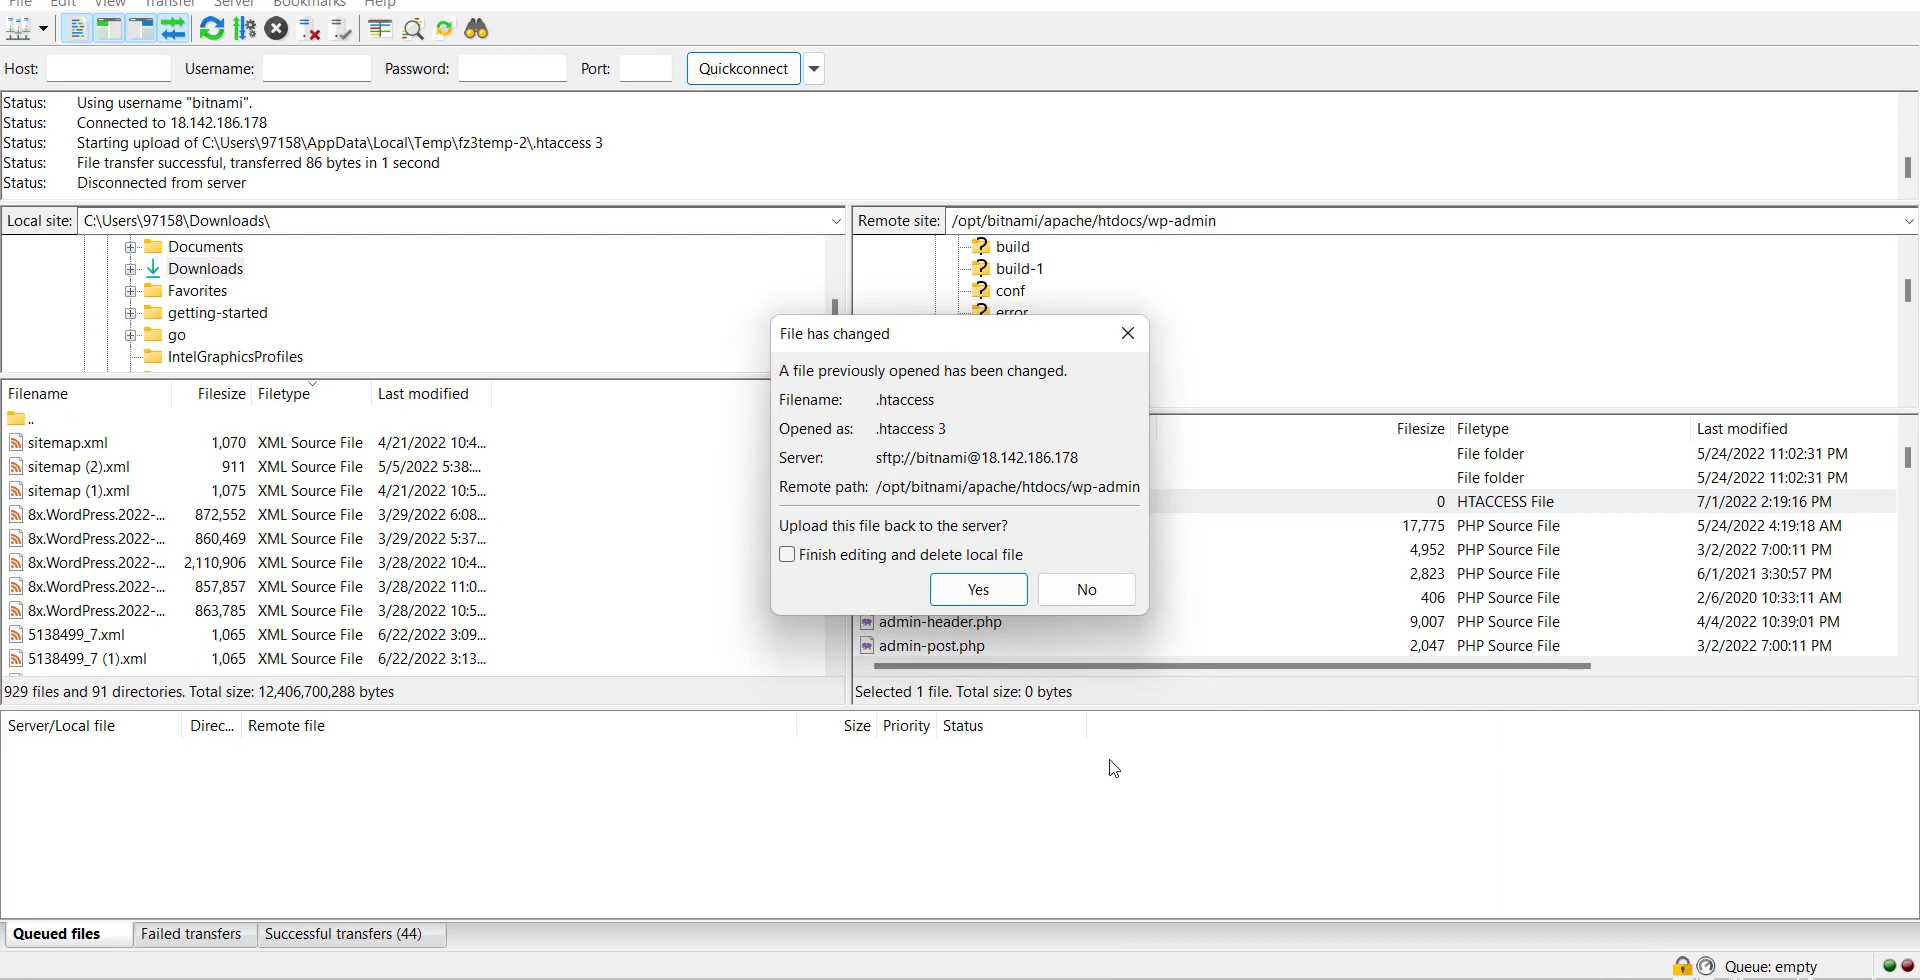 File Edit View Transfer Server Bookmarks Help
Host: Username: Password: Port: Quickconnect
Status: Using username "bitnami".
Status: Connected to 18.142.186.178
Status: Starting upload of C:\Users\97158\AppData\Local\Temp\fz3temp-2\.htaccess 3
Status: File transfer successful, transferred 86 bytes in 1 second
Status: Disconnected from server
Local site: C:\Users\97158\Downloads\
Documents
Downloads
Favorites
getting-started
go
IntelGraphicsProfiles
Filename Filesize Filetype Last modified
..
sitemap.xml 1,070 XML Source File 4/21/2022 10:4...
sitemap (2).xml 911 XML Source File 5/5/2022 5:38:...
sitemap (1).xml 1,075 XML Source File 4/21/2022 10:5...
8x.WordPress.2022-... 872,552 XML Source File 3/29/2022 6:08...
8x.WordPress.2022-... 860,469 XML Source File 3/29/2022 5:37...
8x.WordPress.2022-... 2,110,906 XML Source File 3/28/2022 10:4...
8x.WordPress.2022-... 857,857 XML Source File 3/28/2022 11:0...
8x.WordPress.2022-... 863,785 XML Source File 3/28/2022 10:5...
5138499_7.xml 1,065 XML Source File 6/22/2022 3:09...
5138499_7 (1).xml 1,065 XML Source File 6/22/2022 3:13...
929 files and 91 directories. Total size: 12,406,700,288 bytes
Remote site: /opt/bitnami/apache/htdocs/wp-admin
build
build-1
conf
error
Filesize Filetype Last modified
File folder 5/24/2022 11:02:31 PM
File folder 5/24/2022 11:02:31 PM
0 HTACCESS File 7/1/2022 2:19:16 PM
17,775 PHP Source File 5/24/2022 4:19:18 AM
4,952 PHP Source File 3/2/2022 7:00:11 PM
2,823 PHP Source File 6/1/2021 3:30:57 PM
406 PHP Source File 2/6/2020 10:33:11 AM
admin-header.php 9,007 PHP Source File 4/4/2022 10:39:01 PM
admin-post.php 2,047 PHP Source File 3/2/2022 7:00:11 PM
Selected 1 file. Total size: 0 bytes
File has changed
A file previously opened has been changed.
Filename: .htaccess
Opened as: .htaccess 3
Server: sftp://bitnami@18.142.186.178
Remote path: /opt/bitnami/apache/htdocs/wp-admin
Upload this file back to the server?
Finish editing and delete local file
Yes No
Server/Local file Direc... Remote file Size Priority Status
Queued files Failed transfers Successful transfers (44)
Queue: empty